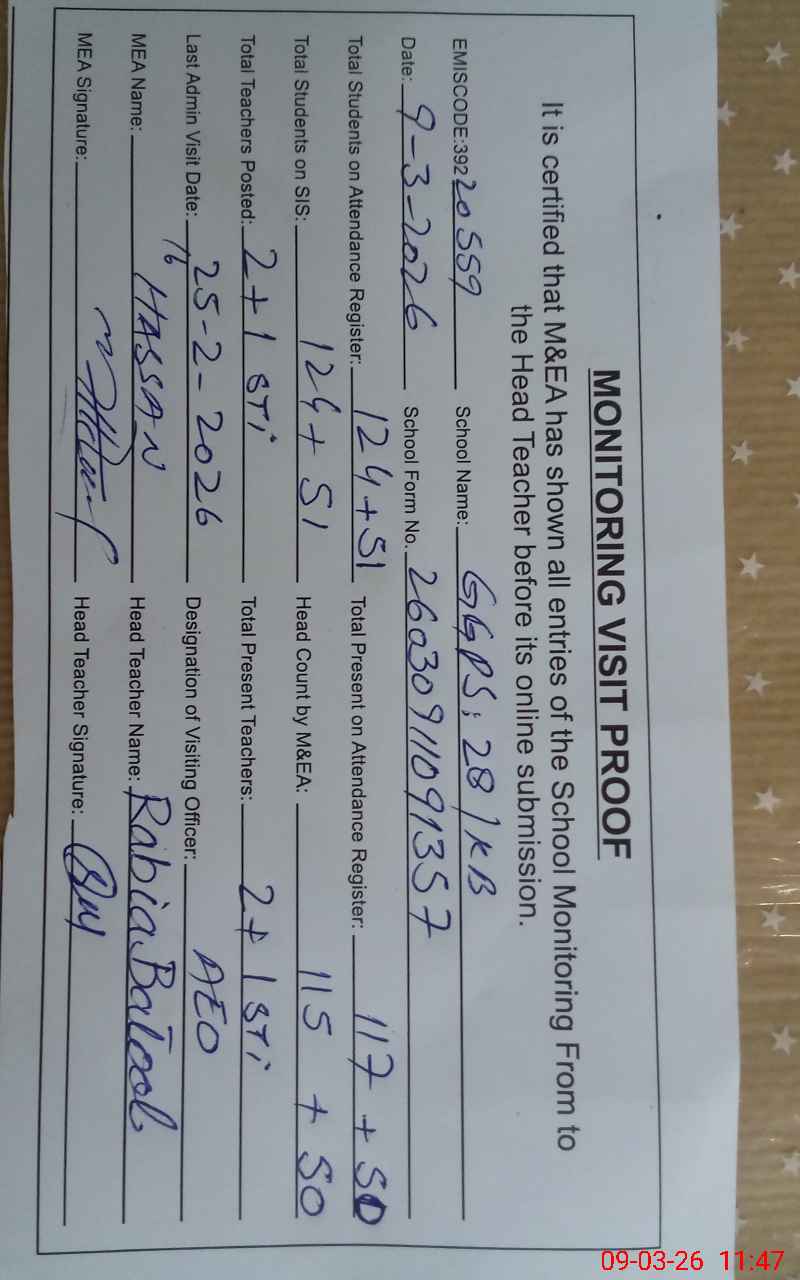 MONITORING VISIT PROOF
It is certified that M&EA has shown all entries of the School Monitoring From to
the Head Teacher before its online submission.
EMISCODE:39220559 School Name: GGPS; 28/KB
Date: 9-3-2026 School Form No. 26030911091357
Total Students on Attendance Register: 124+51 Total Present on Attendance Register: 117+50
Total Students on SIS: 124+51 Head Count by M&EA: 115+50
Total Teachers Posted: 2+1 STi Total Present Teachers: 2+1 STi
Last Admin Visit Date: 25-2-2026 Designation of Visiting Officer: AEO
16
MEA Name: HASSAN Head Teacher Name: Rabia Batool
MEA Signature: Head Teacher Signature:
09-03-26 11:47